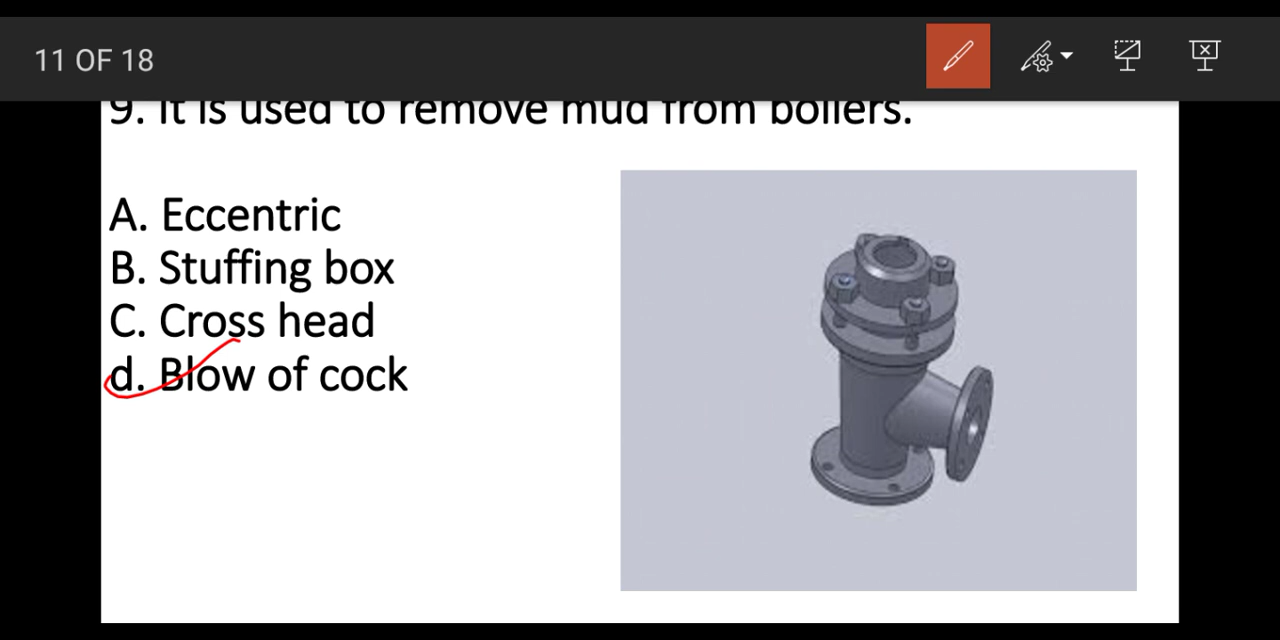 11 OF 18
9. It is used to remove mud from boilers.
A. Eccentric
B. Stuffing box
C. Cross head
d. Blow of cock